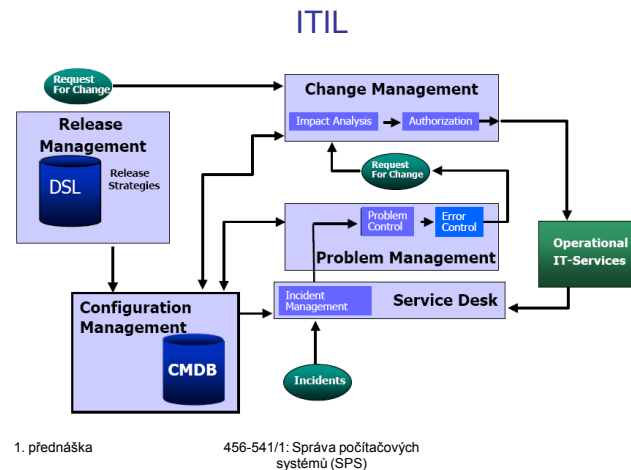 ITIL
Request
For Change
Change Management
Impact Analysis
Authorization
Release
Management
DSL
Release
Strategies
Request
For Change
Problem
Control
Error
Control
Problem Management
Operational
IT-Services
Configuration
Management
CMDB
Incident
Management
Service Desk
Incidents
1. přednáška
456-541/1: Správa počítačových
systémů (SPS)